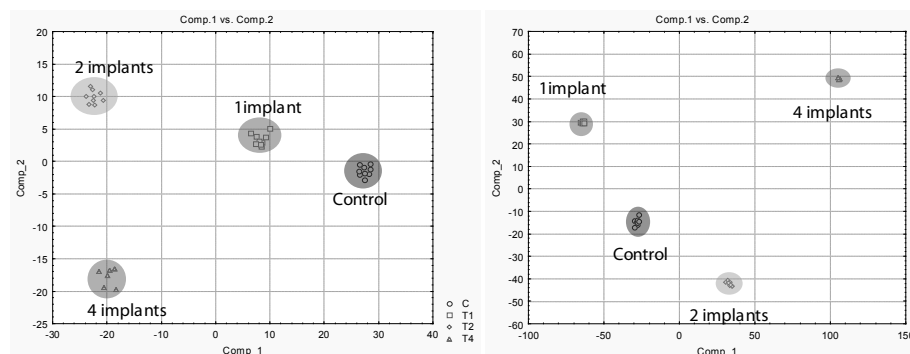 Comp.1 vs. Comp.2
20
15
10
5
0
-5
-10
-15
-20
-25
Comp_2
2 implants
1implant
Control
4 implants
-30
-20
-10
0
10
20
30
40
Comp_1
C
T1
T2
T4
Comp.1 vs. Comp.2
70
60
50
40
30
20
10
0
-10
-20
-30
-40
-50
-60
Comp_2
1implant
4 implants
Control
2 implants
-100
-50
0
50
100
150
Comp_1